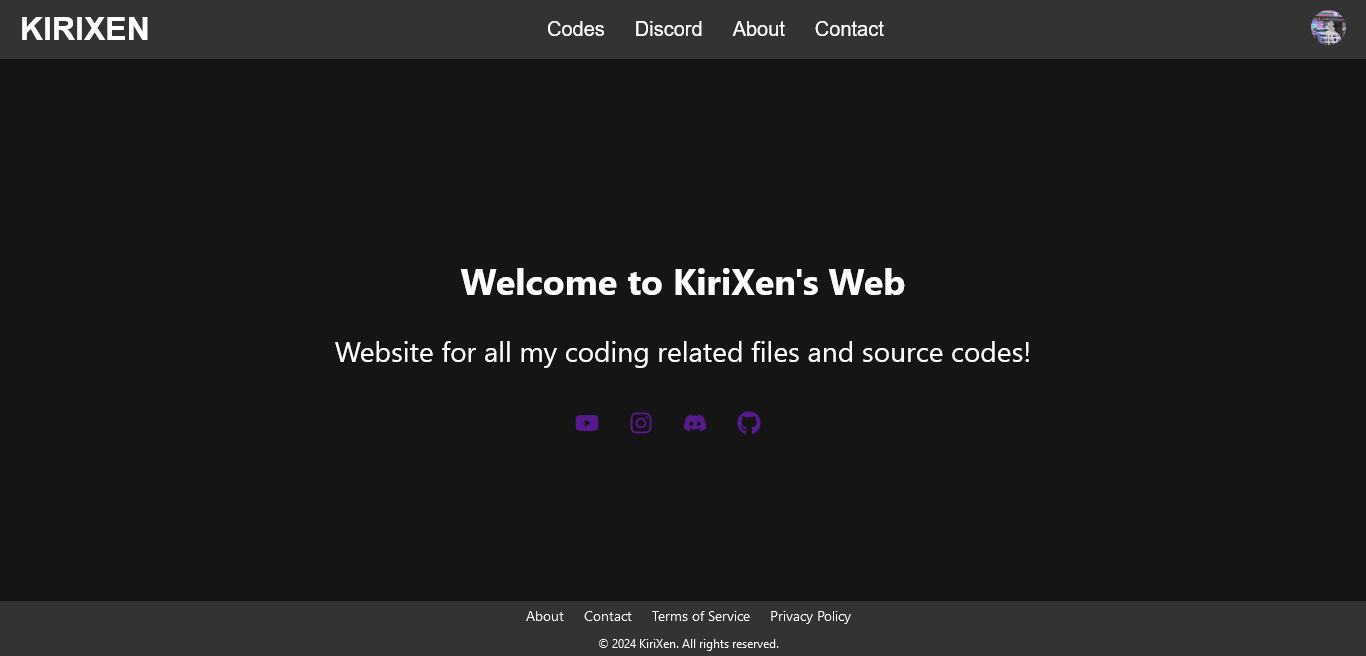 KIRIXEN Codes Discord About Contact
Welcome to KiriXen's Web
Website for all my coding related files and source codes!
About Contact Terms of Service Privacy Policy
© 2024 KiriXen. All rights reserved.